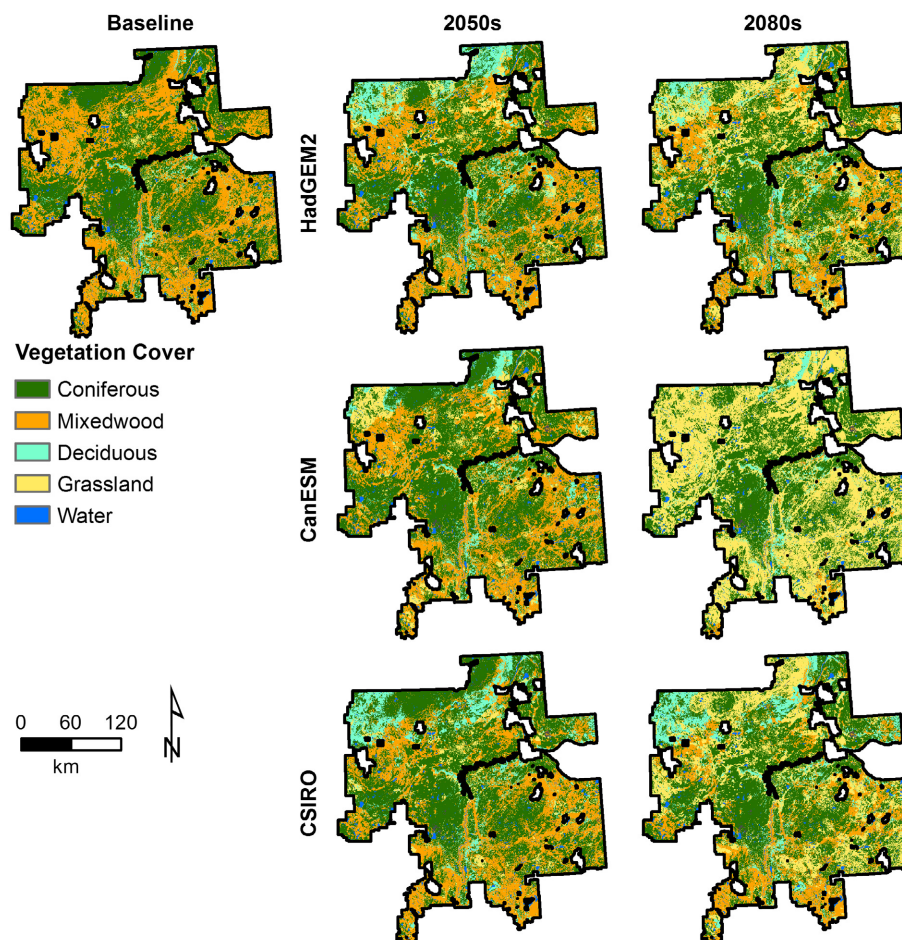 Baseline
2050s
2080s
HadGEM2
Vegetation Cover
Coniferous
Mixedwood
Deciduous
Grassland
Water
CanESM
0 60 120
km
N
CSIRO